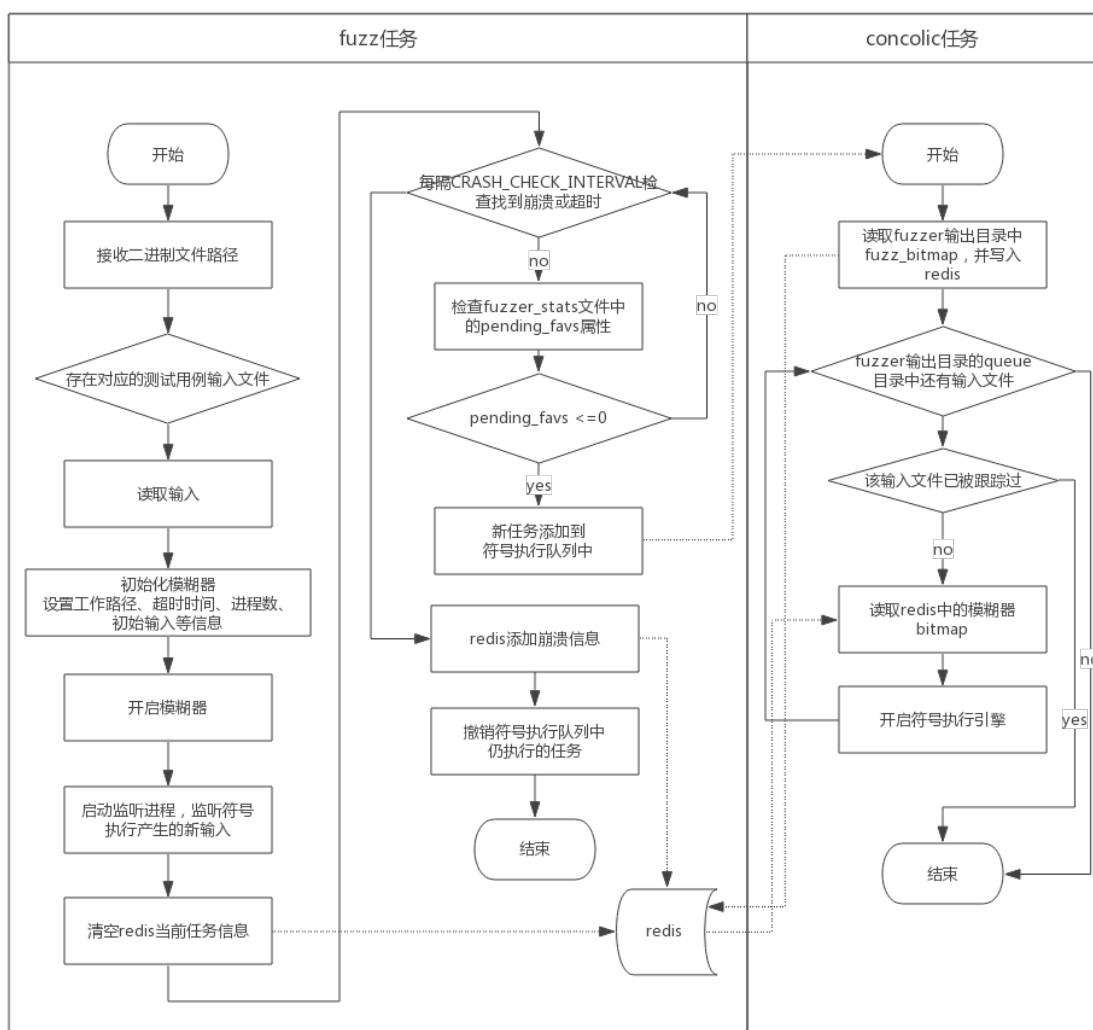 fuzz任务
concolic任务
开始
接收二进制文件路径
存在对应的测试用例输入文件
读取输入
初始化模糊器
设置工作路径、超时时间、进程数、
初始输入等信息
开启模糊器
启动监听进程，监听符号
执行产生的新输入
清空redis当前任务信息
每隔CRASH_CHECK_INTERVAL检
查找到崩溃或超时
no
检查fuzzer_stats文件中
的pending_favs属性
no
pending_favs <=0
yes
新任务添加到
符号执行队列中
redis添加崩溃信息
撤销符号执行队列中
仍执行的任务
结束
redis
开始
读取fuzzer输出目录中
fuzz_bitmap，并写入
redis
fuzzer输出目录的queue
目录中还有输入文件
该输入文件已被跟踪过
no
读取redis中的模糊器
bitmap
no
开启符号执行引擎
yes
结束